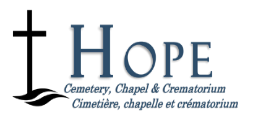 HOPE
Cemetery, Chapel & Crematorium
Cimetière, chapelle et crématorium